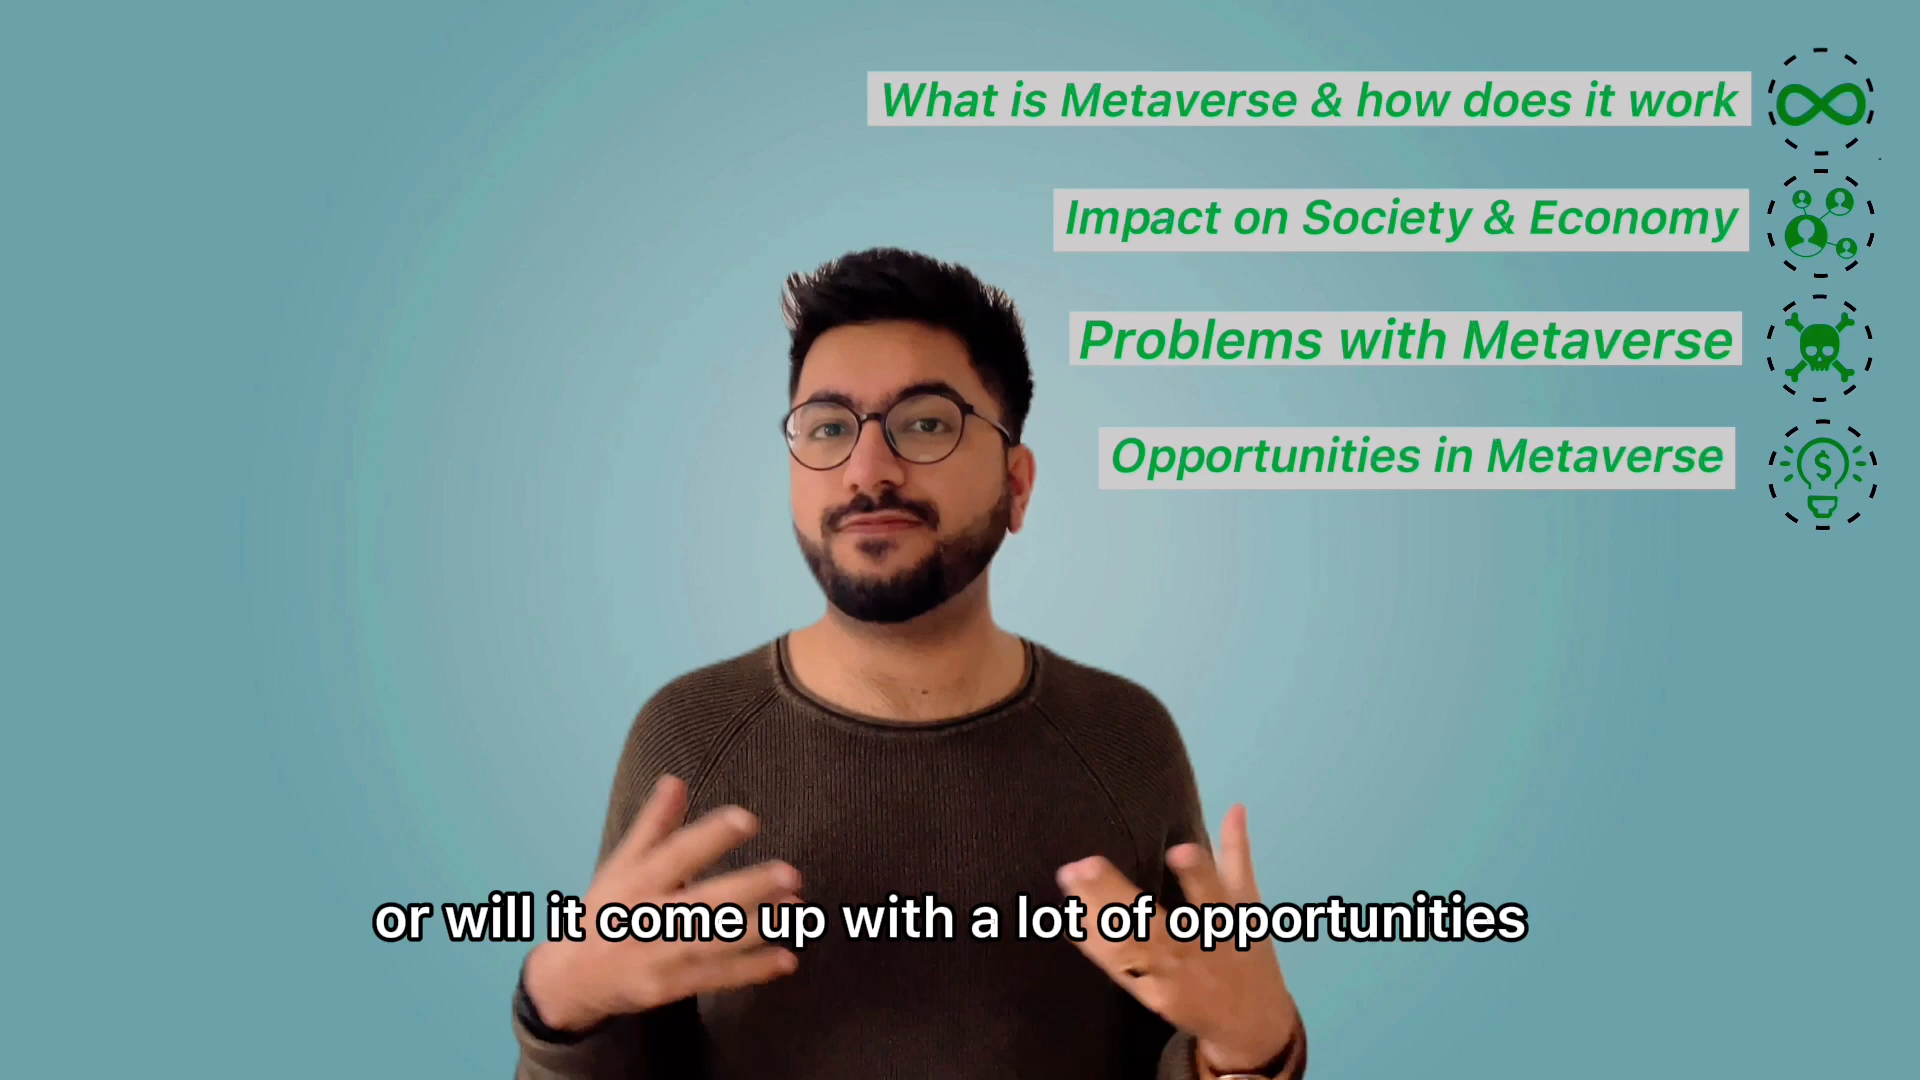 What is Metaverse & how does it work
Impact on Society & Economy
Problems with Metaverse
Opportunities in Metaverse
$
or will it come up with a lot of opportunities